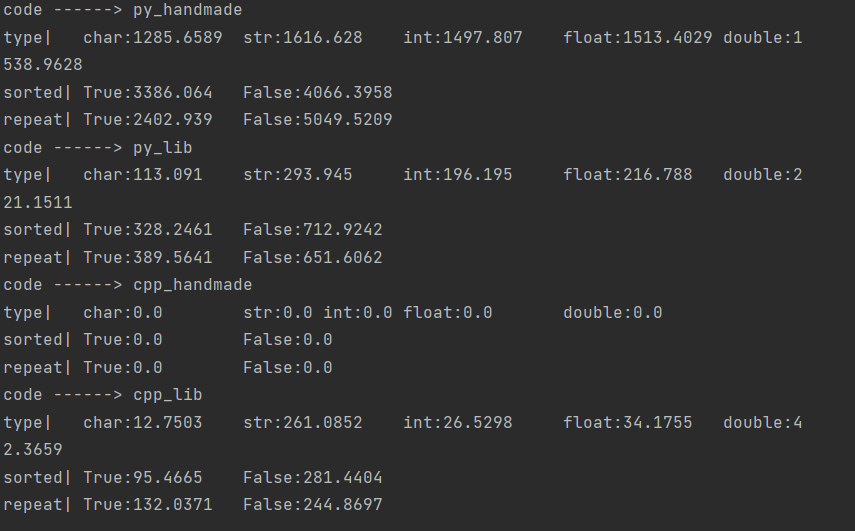 code ------> py_handmade
type|   char:1285.6589  str:1616.628    int:1497.807    float:1513.4029 double:1
538.9628
sorted| True:3386.064   False:4066.3958
repeat| True:2402.939   False:5049.5209
code ------> py_lib
type|   char:113.091    str:293.945     int:196.195     float:216.788   double:2
21.1511
sorted| True:328.2461   False:712.9242
repeat| True:389.5641   False:651.6062
code ------> cpp_handmade
type|   char:0.0        str:0.0 int:0.0 float:0.0       double:0.0
sorted| True:0.0        False:0.0
repeat| True:0.0        False:0.0
code ------> cpp_lib
type|   char:12.7503    str:261.0852    int:26.5298     float:34.1755   double:4
2.3659
sorted| True:95.4665    False:281.4404
repeat| True:132.0371   False:244.8697